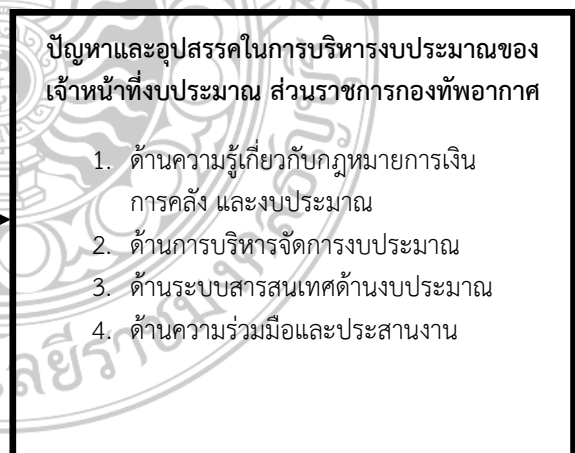 ปัญหาและอุปสรรคในการบริหารงบประมาณของ
เจ้าหน้าที่งบประมาณ ส่วนราชการกองทัพอากาศ
1. ด้านความรู้เกี่ยวกับกฎหมายการเงิน
การคลัง และงบประมาณ
2. ด้านการบริหารจัดการงบประมาณ
3. ด้านระบบสารสนเทศด้านงบประมาณ
4. ด้านความร่วมมือและประสานงาน